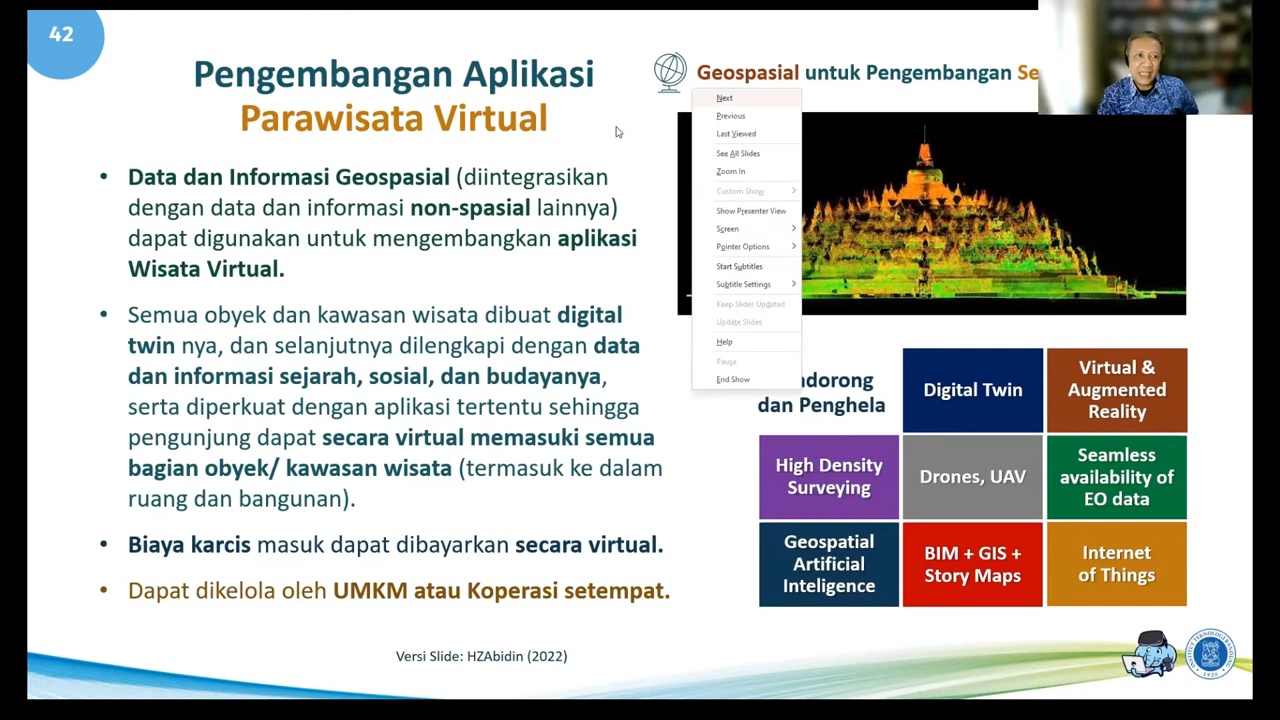 42
Pengembangan Aplikasi
Parawisata Virtual
• Data dan Informasi Geospasial (diintegrasikan
dengan data dan informasi non-spasial lainnya)
dapat digunakan untuk mengembangkan aplikasi
Wisata Virtual.
• Semua obyek dan kawasan wisata dibuat digital
twin nya, dan selanjutnya dilengkapi dengan data
dan informasi sejarah, sosial, dan budayanya,
serta diperkuat dengan aplikasi tertentu sehingga
pengunjung dapat secara virtual memasuki semua
bagian obyek/ kawasan wisata (termasuk ke dalam
ruang dan bangunan).
• Biaya karcis masuk dapat dibayarkan secara virtual.
• Dapat dikelola oleh UMKM atau Koperasi setempat.
Versi Slide: HZAbidin (2022)
Geospasial untuk Pengembangan Se
Next
Previous
Last Viewed
See All Slides
Zoom In
Custom Show
Show Presenter View
Screen
Pointer Options
Start Subtitles
Subtitle Settings
Keep Slides Updated
Update Slides
Help
Pause
End Show
dorong
dan Penghela
Digital Twin
Virtual &
Augmented
Reality
High Density
Surveying
Drones, UAV
Seamless
availability of
EO data
Geospatial
Artificial
Inteligence
BIM + GIS +
Story Maps
Internet
of Things
INSTITUT TEKNOLOGI BANDUNG
1920